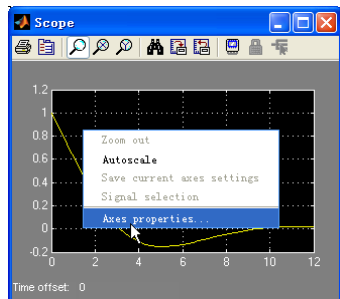 Scope
1.2
1
0.8
0.6
0.4
0.2
0
-0.2
Zoom out
Autoscale
Save current axes settings
Signal selection
Axes properties...
0 2 4 6 8 10 12
Time offset: 0